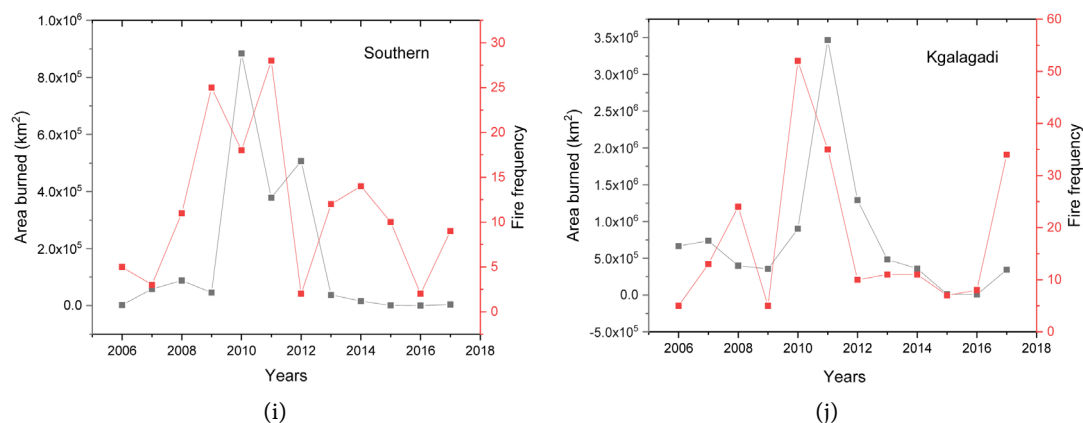 Southern
Area burned (km²)
1.0x10⁶
8.0x10⁵
6.0x10⁵
4.0x10⁵
2.0x10⁵
0.0
30
25
20
15
10
5
0
Fire frequency
2006 2008 2010 2012 2014 2016 2018
Years
(i)
Kgalagadi
Area burned (km²)
3.5x10⁶
3.0x10⁶
2.5x10⁶
2.0x10⁶
1.5x10⁶
1.0x10⁶
5.0x10⁵
0.0
-5.0x10⁵
60
50
40
30
20
10
0
Fire frequency
2006 2008 2010 2012 2014 2016 2018
Years
(j)